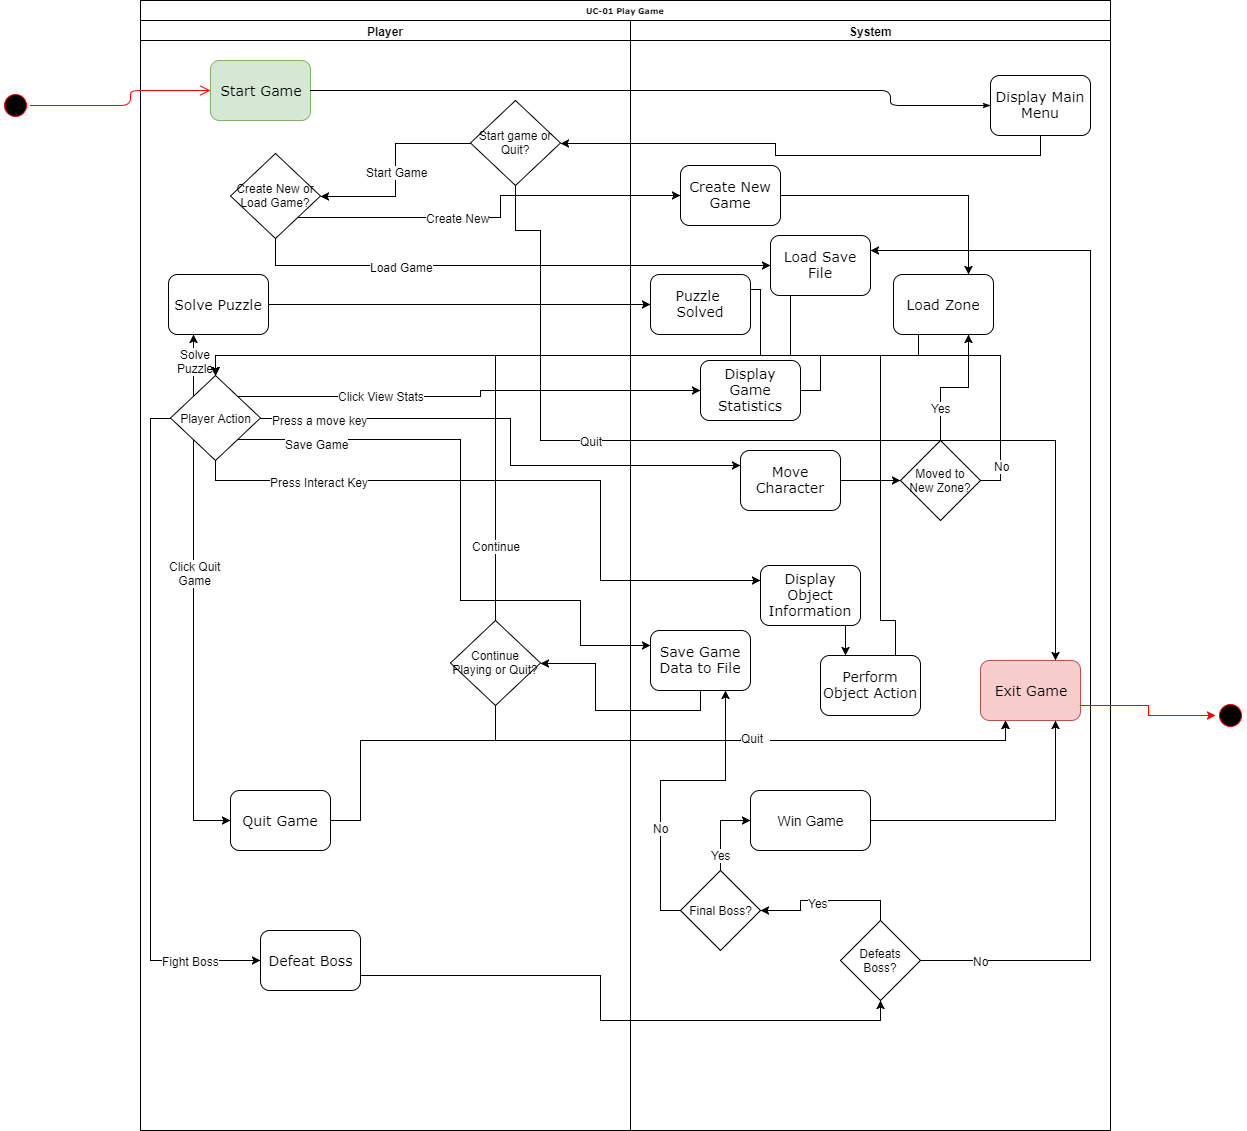 UC-01 Play Game
Player
System
Start Game
Display Main
Menu
Start game or
Quit?
Start Game
Create New or
Load Game?
Create New
Create New
Game
Load Game
Load Save
File
Solve Puzzle
Puzzle
Solved
Load Zone
Solve
Puzzle
Display
Game
Statistics
Click View Stats
Player Action
Press a move key
Yes
Save Game
Quit
Press Interact Key
Move
Character
Moved to
New Zone?
No
Continue
Click Quit
Game
Display
Object
Information
Continue
Playing or Quit?
Save Game
Data to File
Perform
Object Action
Exit Game
Quit
Quit Game
No
Win Game
Yes
Final Boss?
Yes
Fight Boss
Defeat Boss
Defeats
Boss?
No